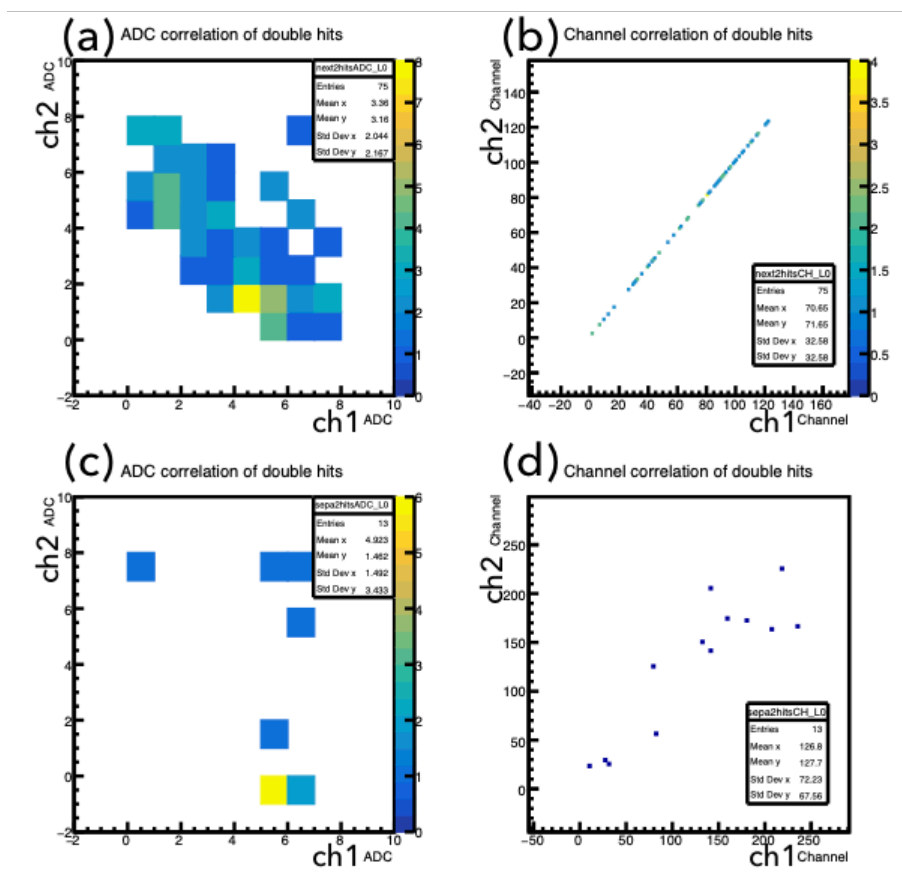 (a) ADC correlation of double hits
ch2 ADC
next2hitsADC_L0
Entries 75
Mean x 3.36
Mean y 3.16
Std Dev x 2.044
Std Dev y 2.167
10
8
6
4
2
0
−2
−2 0 2 4 6 8 10
ch1 ADC
8
7
6
5
4
3
2
1
0
(b) Channel correlation of double hits
ch2 Channel
140
120
100
80
60
40
20
0
−20
−40 −20 0 20 40 60 80 100 120 140 160
ch1 Channel
next2hitsCH_L0
Entries 75
Mean x 70.65
Mean y 71.65
Std Dev x 32.58
Std Dev y 32.58
4
3.5
3
2.5
2
1.5
1
0.5
0
(c) ADC correlation of double hits
ch2 ADC
sepa2hitsADC_L0
Entries 13
Mean x 4.923
Mean y 1.462
Std Dev x 1.492
Std Dev y 3.433
10
8
6
4
2
0
−2
−2 0 2 4 6 8 10
ch1 ADC
6
5
4
3
2
1
0
(d) Channel correlation of double hits
ch2 Channel
250
200
150
100
50
0
−50 0 50 100 150 200 250
ch1 Channel
sepa2hitsCH_L0
Entries 13
Mean x 126.8
Mean y 127.7
Std Dev x 72.23
Std Dev y 67.56